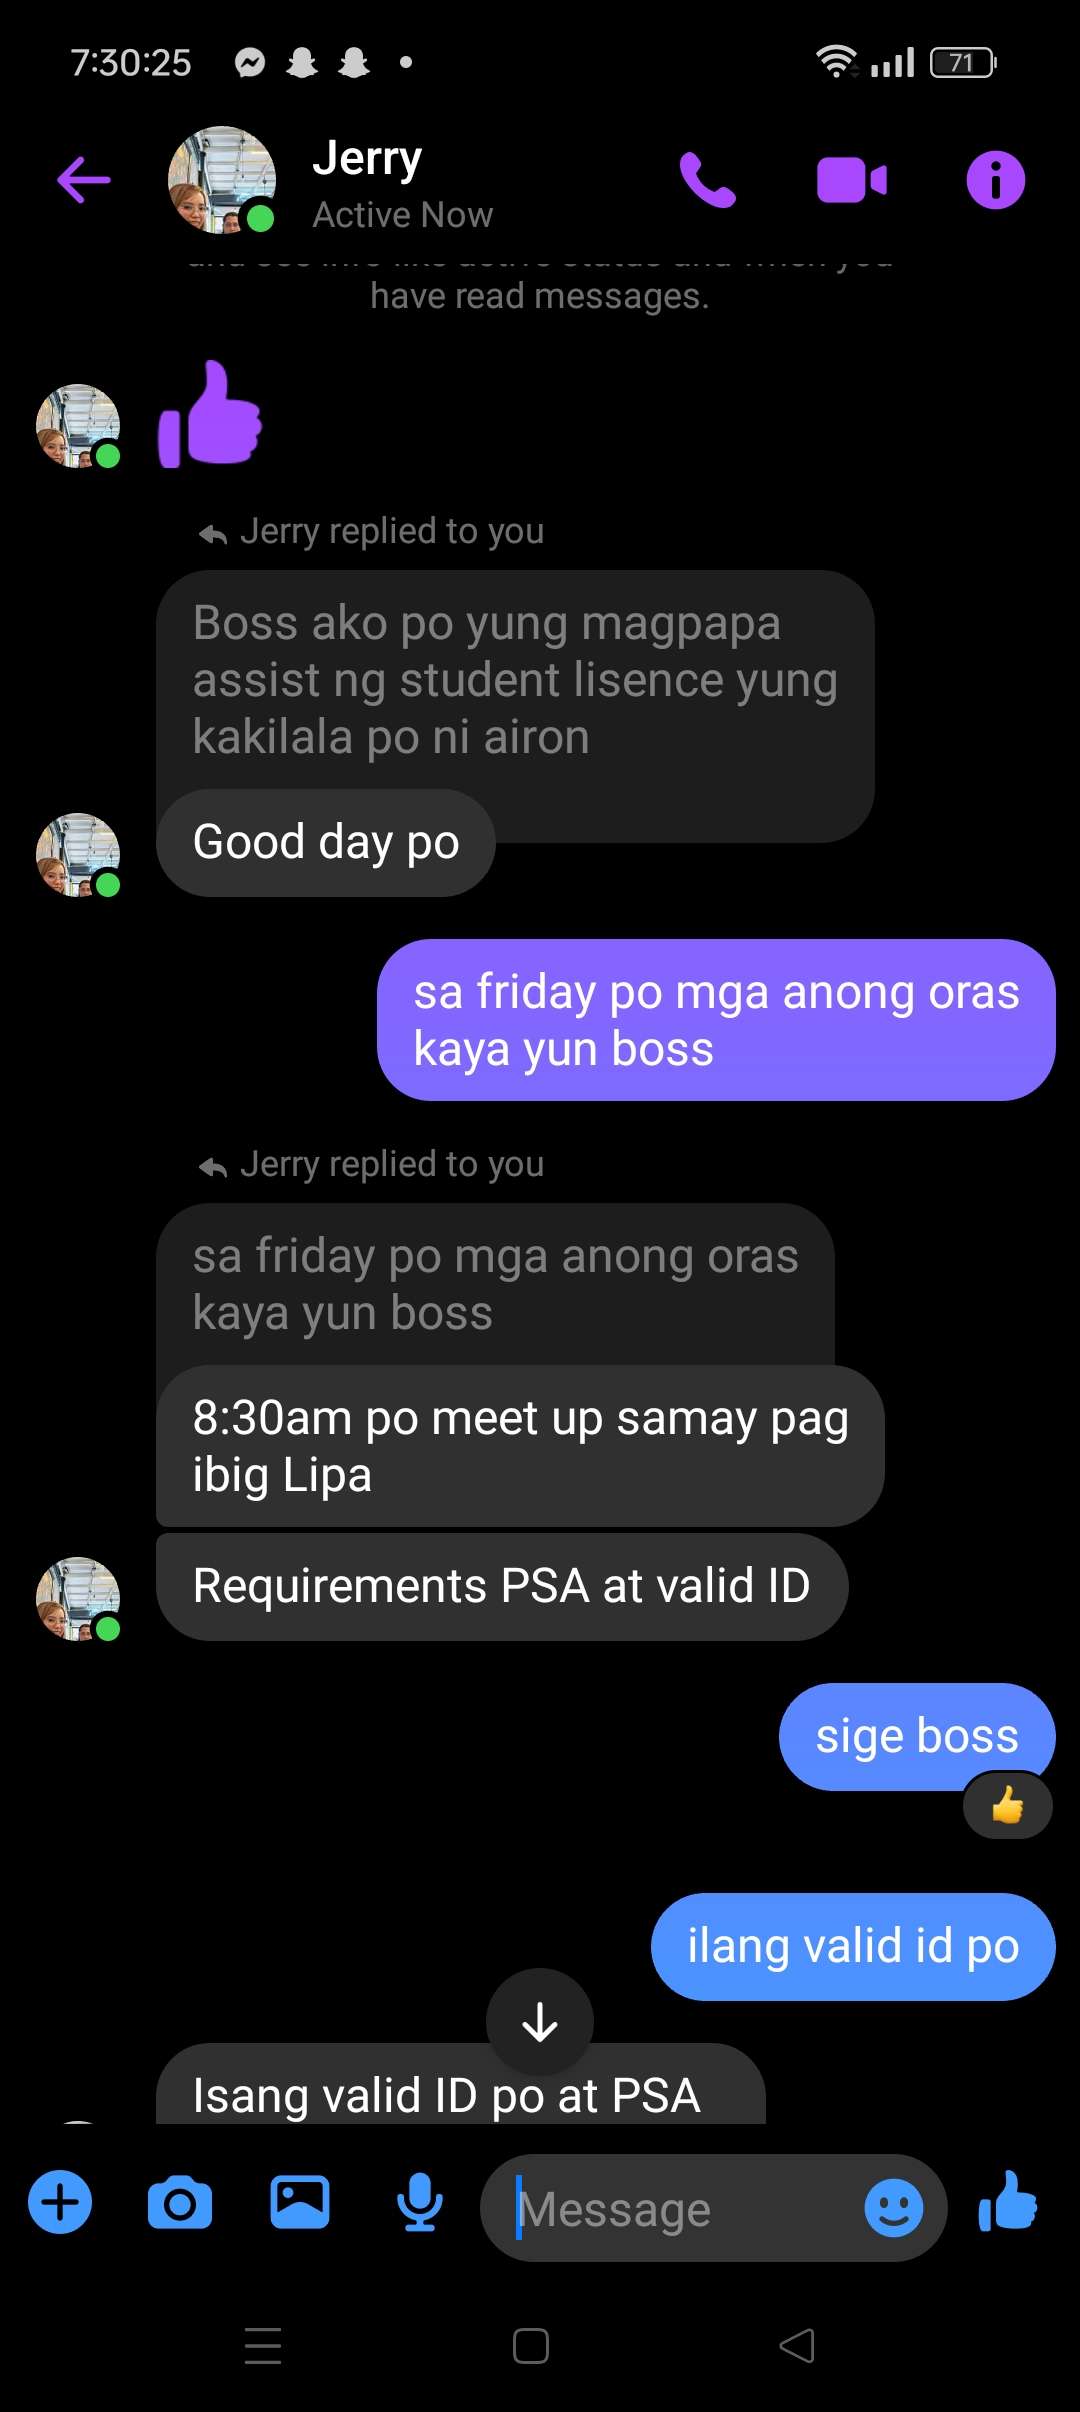 7:30:25
71
Jerry
Active Now
have read messages.
Jerry replied to you
Boss ako po yung magpapa
assist ng student lisence yung
kakilala po ni airon
Good day po
sa friday po mga anong oras
kaya yun boss
Jerry replied to you
sa friday po mga anong oras
kaya yun boss
8:30am po meet up samay pag
ibig Lipa
Requirements PSA at valid ID
sige boss
ilang valid id po
Isang valid ID po at PSA
Message